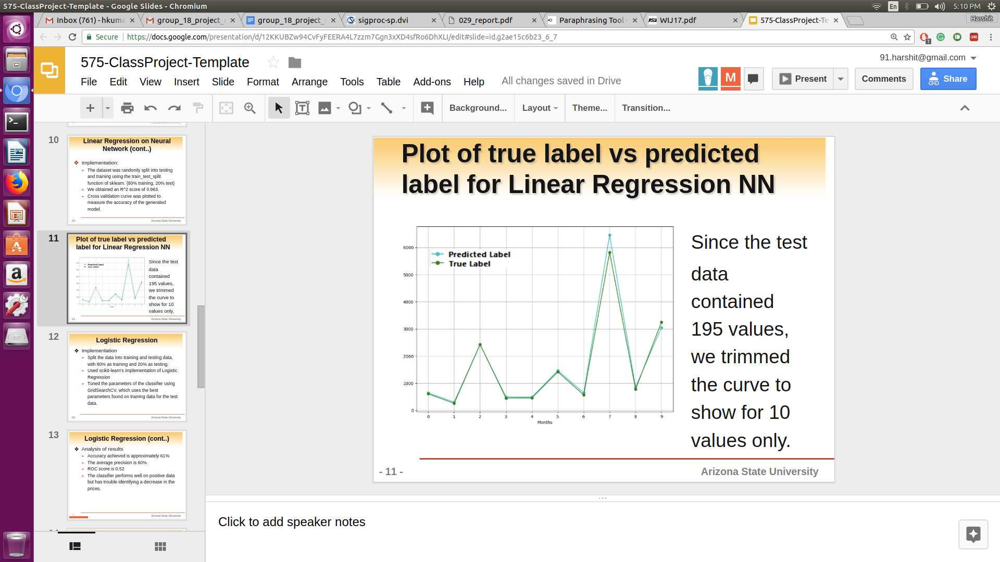 575-ClassProject-Template - Google Slides - Chromium
En
5:10 PM
Inbox (761) - hkuma
group_18_project_
group_18_project_
sigproc-sp.dvi
029_report.pdf
Paraphrasing Tool -
ASU WIJ17.pdf
575-ClassProject-Te
Harshit
Secure
https://docs.google.com/presentation/d/12KKUBZw94CvFyFEERA4L7zzm7Ggn3xXD4sfRo6DhXLI/edit#slide=id.g2ae15c6b23_6_7
1
CORS
575-ClassProject-Template
91.harshit@gmail.com
File Edit View Insert Slide Format Arrange Tools Table Add-ons Help
All changes saved in Drive
M
Present
Comments
Share
Background...
Layout
Theme...
Transition...
Arizona State University
10
Linear Regression on Neural
Network (cont..)
Implementation:
The dataset was randomly split into testing
and training using the train_test_split
function of sklearn. (80% training, 20% test)
We obtained an R^2 score of 0.963.
Cross validation curve was plotted to
measure the accuracy of the generated
model.
- 10 -
Arizona State University
11
Plot of true label vs predicted
label for Linear Regression NN
Predicted Label
True Label
Since the test
data
contained
195 values,
we trimmed
the curve to
show for 10
values only.
- 11 -
Arizona State University
12
Logistic Regression
Implementation
Split the data into training and testing data,
with 80% as training and 20% as testing.
Used scikit-learn's implementation of Logistic
Regression
Tuned the parameters of the classifier using
GridSearchCV, which uses the best
parameters found on training data for the test
data.
- 12 -
Arizona State University
13
Logistic Regression (cont..)
Analysis of results
Accuracy achieved is approximately 61%
The average precision is 60%
ROC score is 0.52
The classifier performs well on positive data
but has trouble identifying a decrease in the
prices.
Arizona State University
Plot of true label vs predicted
label for Linear Regression NN
Predicted Label
True Label
6000
5000
4000
3000
2000
1000
0
0 1 2 3 4 5 6 7 8 9
Months
Since the test
data
contained
195 values,
we trimmed
the curve to
show for 10
values only.
- 11 -
Arizona State University
Click to add speaker notes